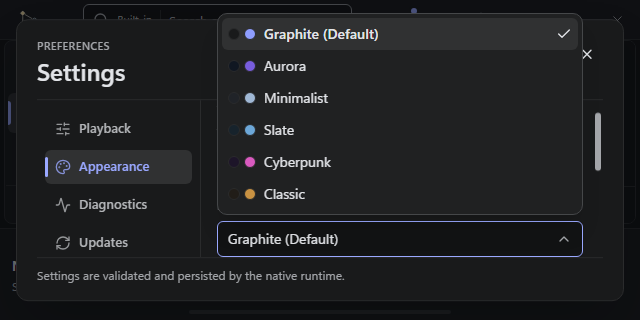 PREFERENCES
Settings
Playback
Appearance
Diagnostics
Updates
Graphite (Default)
Aurora
Minimalist
Slate
Cyberpunk
Classic
Graphite (Default)
Settings are validated and persisted by the native runtime.